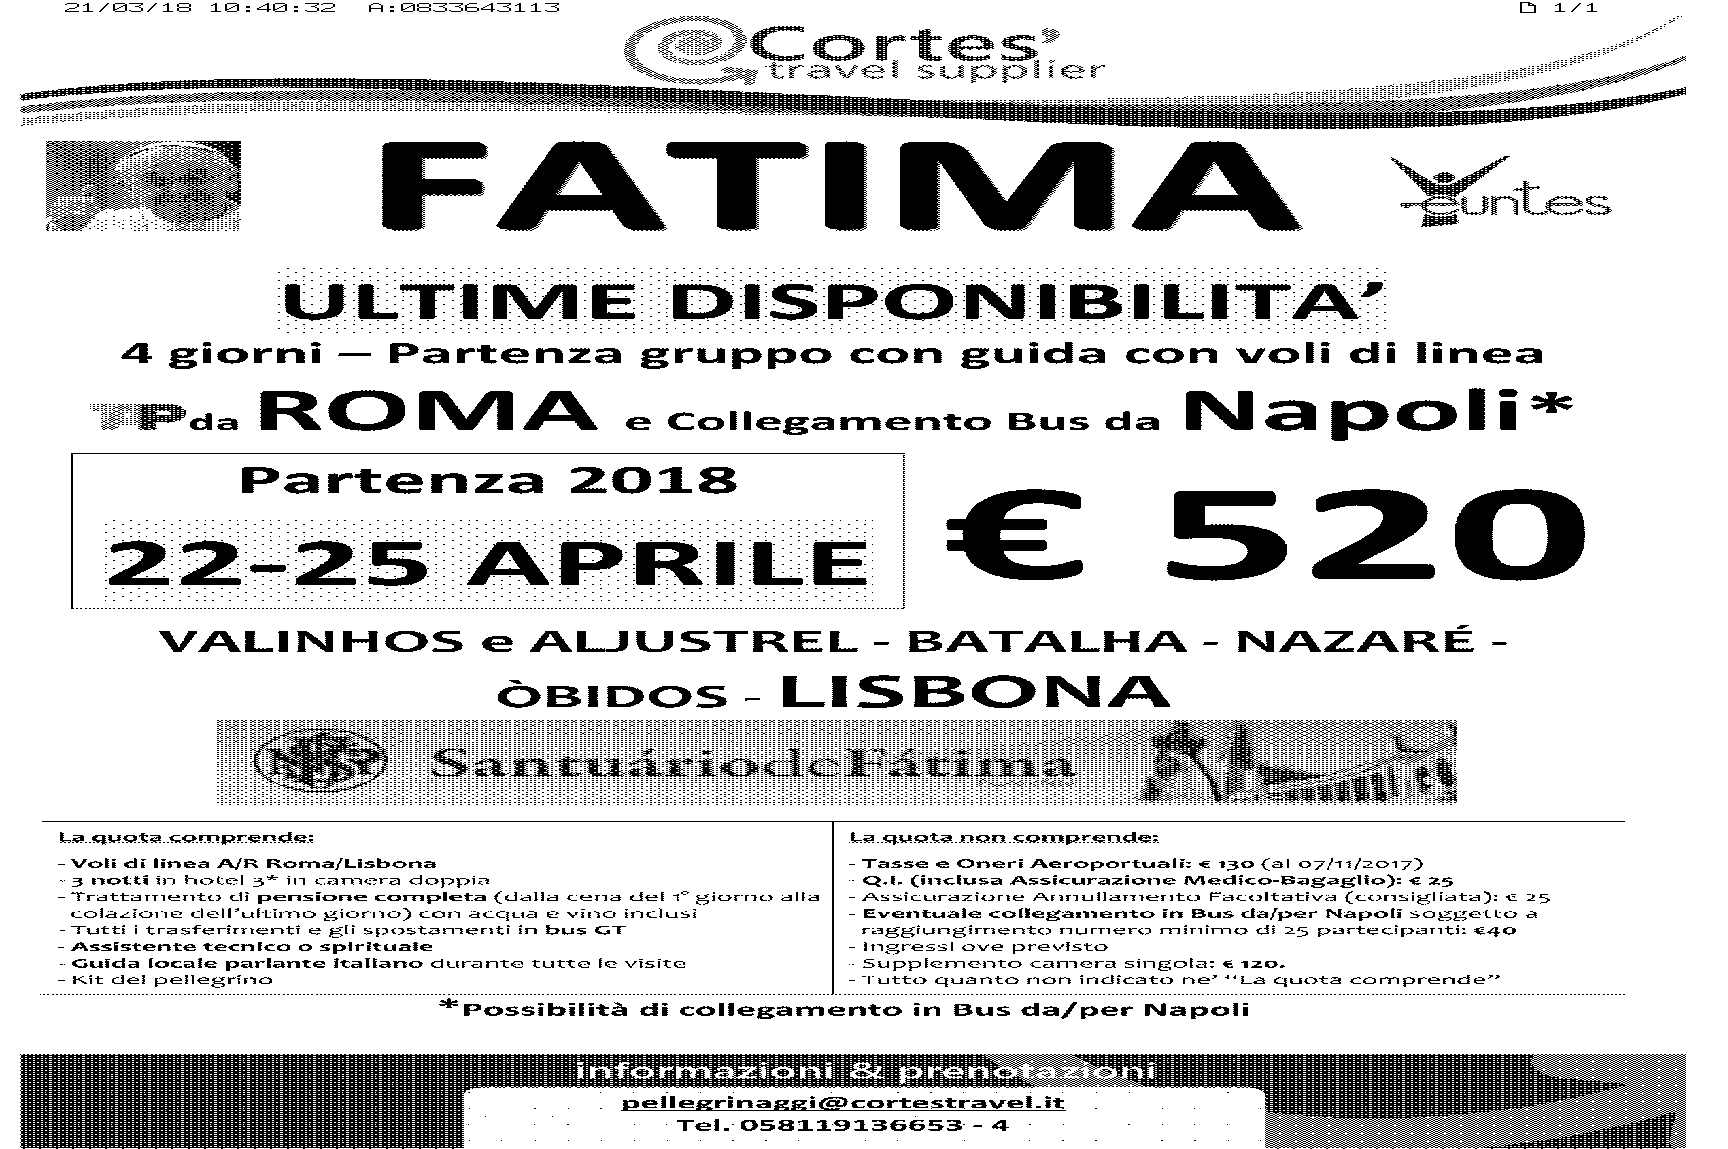 21/03/18 10:40:32 A:0833643113 1/1
Cortes'
travel supplier
FATIMA
euntes
ULTIME DISPONIBILITA'
4 giorni – Partenza gruppo con guida con voli di linea
TP da ROMA e Collegamento Bus da Napoli*
Partenza 2018
22-25 APRILE
€ 520
VALINHOS e ALJUSTREL - BATALHA - NAZARÉ -
ÒBIDOS - LISBONA
Santuário de Fátima
La quota comprende:
- Voli di linea A/R Roma/Lisbona
- 3 notti in hotel 3* in camera doppia
- Trattamento di pensione completa (dalla cena del 1° giorno alla
colazione dell'ultimo giorno) con acqua e vino inclusi
- Tutti i trasferimenti e gli spostamenti in bus GT
- Assistente tecnico o spirituale
- Guida locale parlante italiano durante tutte le visite
- Kit del pellegrino
La quota non comprende:
- Tasse e Oneri Aeroportuali: € 130 (al 07/11/2017)
- Q.I. (inclusa Assicurazione Medico-Bagaglio): € 25
- Assicurazione Annullamento Facoltativa (consigliata): € 25
- Eventuale collegamento in Bus da/per Napoli soggetto a
raggiungimento numero minimo di 25 partecipanti: €40
- Ingressi ove previsto
- Supplemento camera singola: € 120.
- Tutto quanto non indicato ne' "La quota comprende"
*Possibilità di collegamento in Bus da/per Napoli
informazioni & prenotazioni
pellegrinaggi@cortestravel.it
Tel. 058119136653 - 4